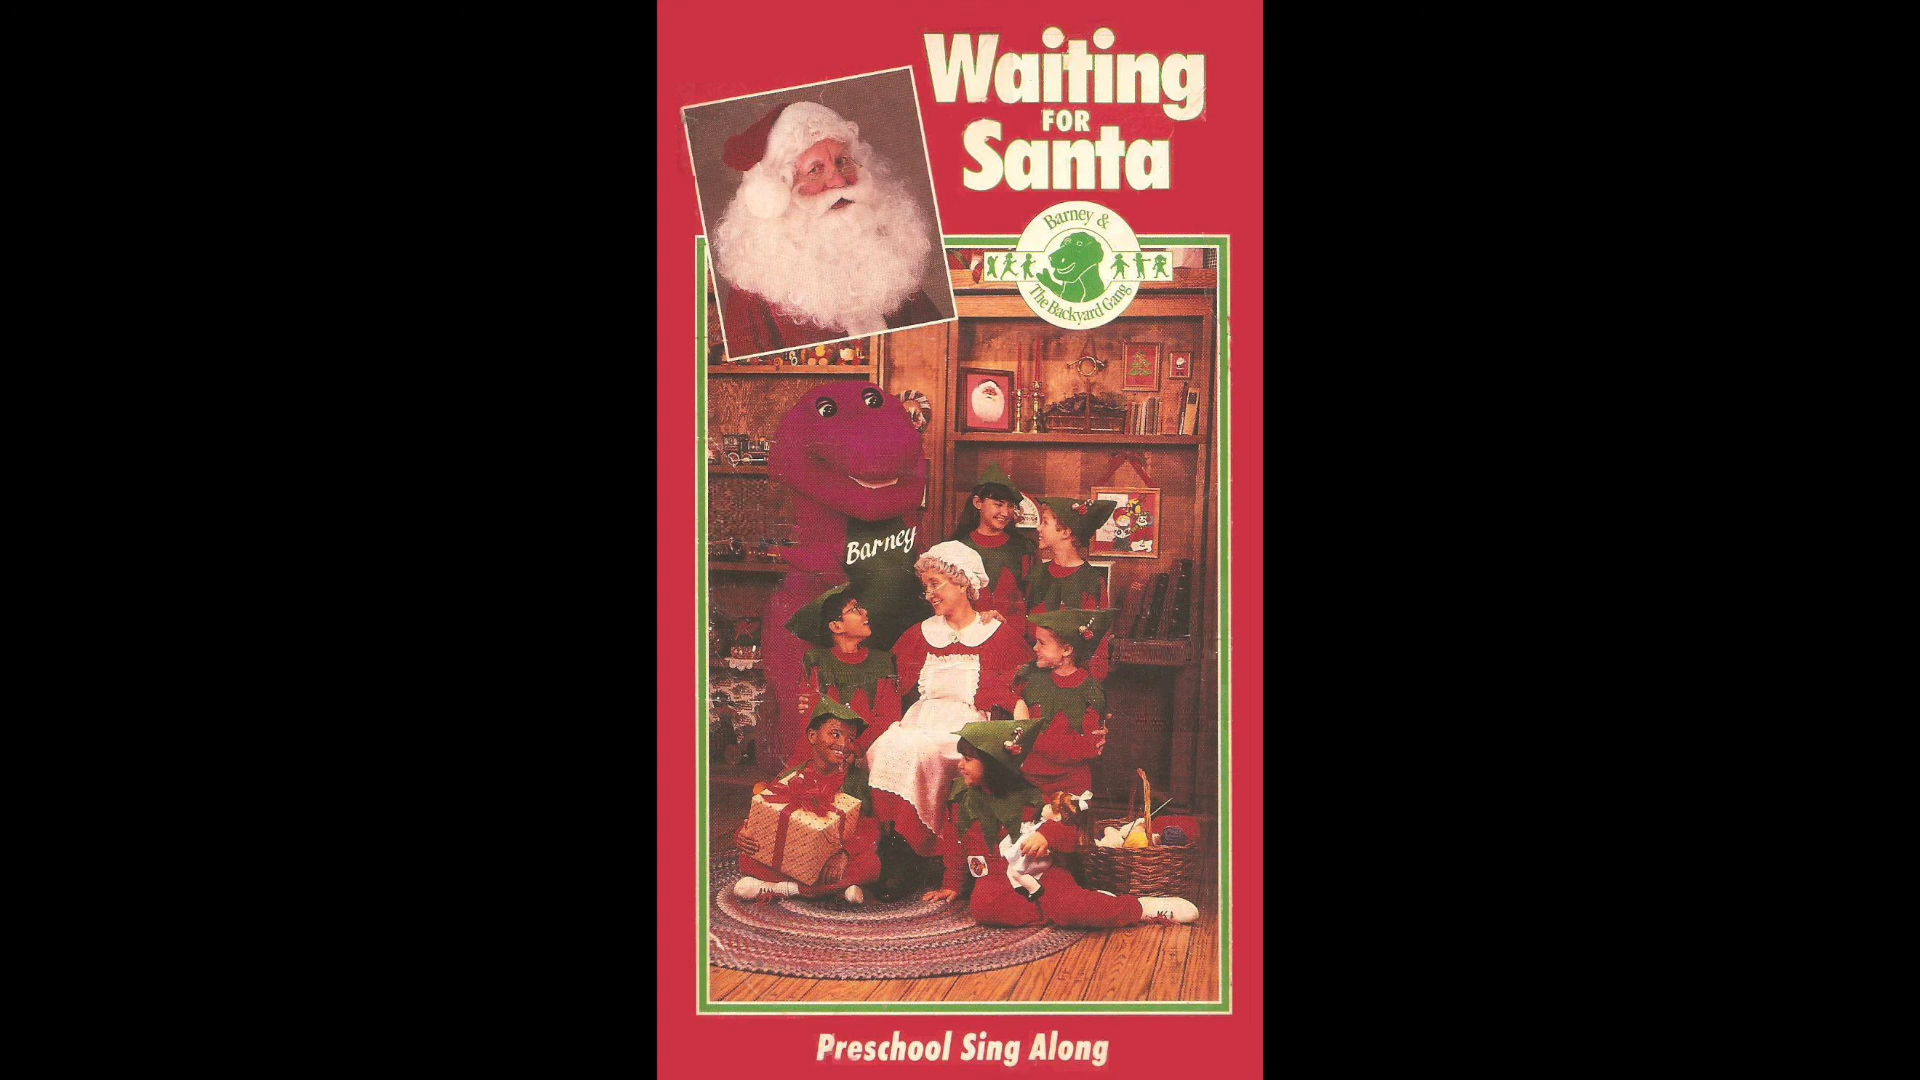 Waiting
FOR
Santa
Barney &
The Backyard Gang
Barney
Preschool Sing Along